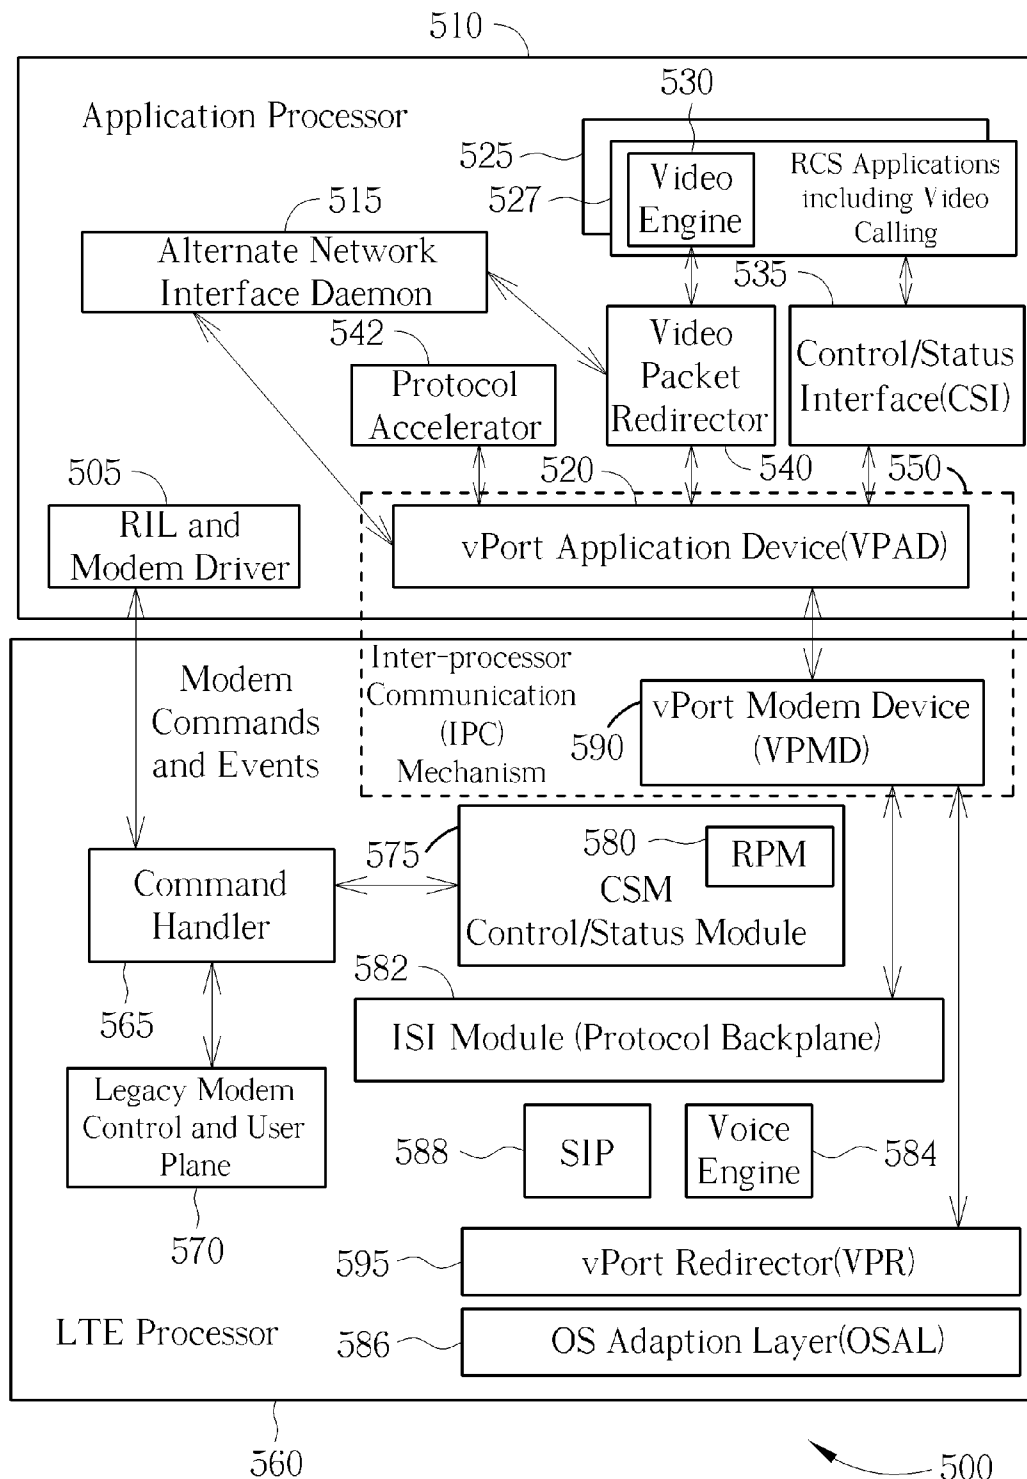 510
Application Processor
530
525
527
Video
Engine
RCS Applications
including Video
Calling
515
Alternate Network
Interface Daemon
535
542
Protocol
Accelerator
Video
Packet
Redirector
Control/Status
Interface(CSI)
505
520
540
550
RIL and
Modem Driver
vPort Application Device(VPAD)
Modem
Commands
and Events
Inter-processor
Communication
(IPC)
Mechanism
590
vPort Modem Device
(VPMD)
575
580
RPM
CSM
Control/Status Module
Command
Handler
565
582
ISI Module (Protocol Backplane)
Legacy Modem
Control and User
Plane
570
588
SIP
Voice
Engine
584
595
vPort Redirector(VPR)
LTE Processor
586
OS Adaption Layer(OSAL)
560
500